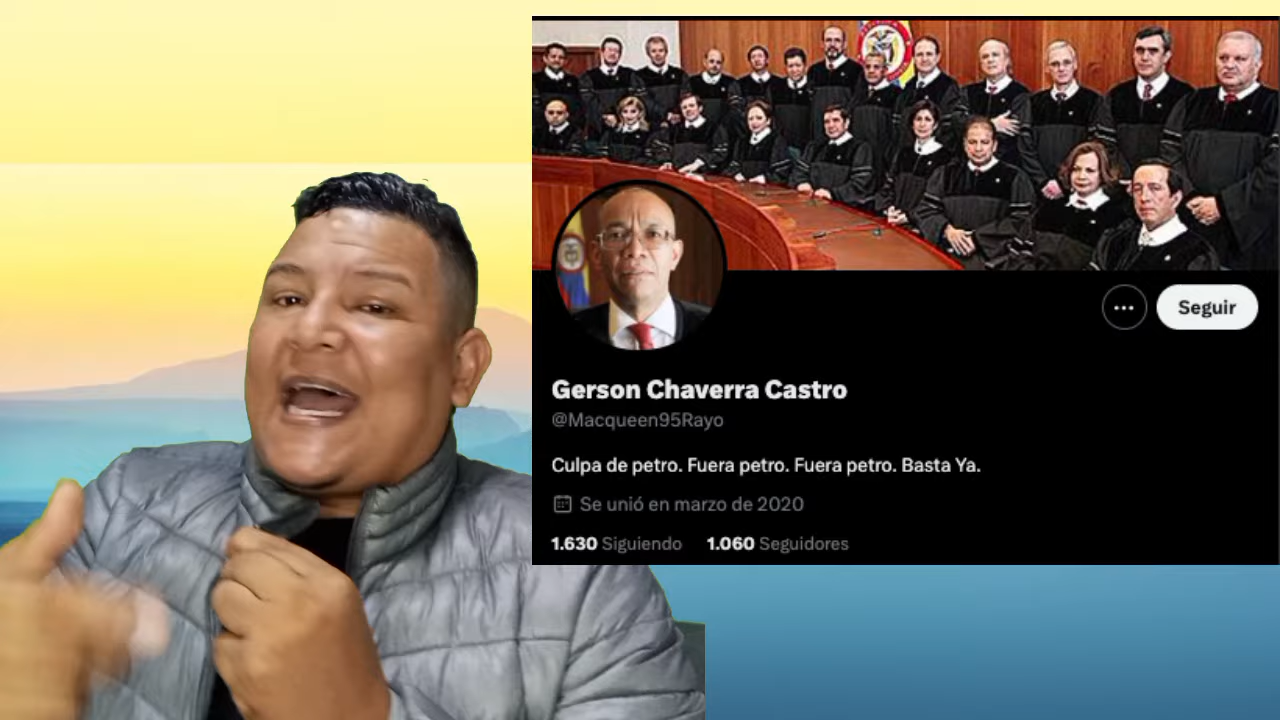 Seguir
Gerson Chaverra Castro
@Macqueen95Rayo
Culpa de petro. Fuera petro. Fuera petro. Basta Ya.
Se unió en marzo de 2020
1.630 Siguiendo 1.060 Seguidores